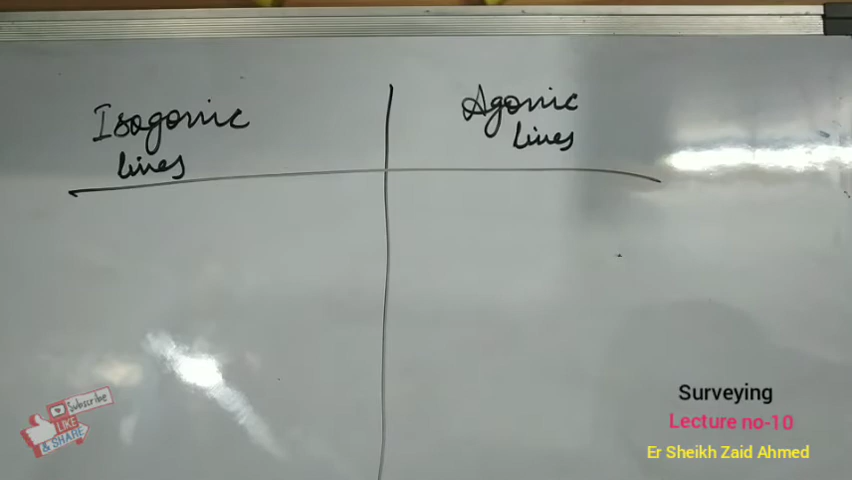 Isogonic
lines
Agonic
lines
Subscribe
LIKE
& SHARE
Surveying
Lecture no-10
Er Sheikh Zaid Ahmed